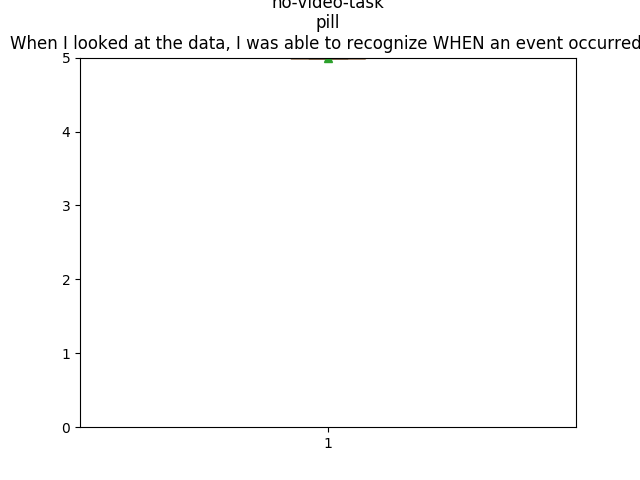 no-video-task
pill
When I looked at the data, I was able to recognize WHEN an event occurred
5
4
3
2
1
0
1